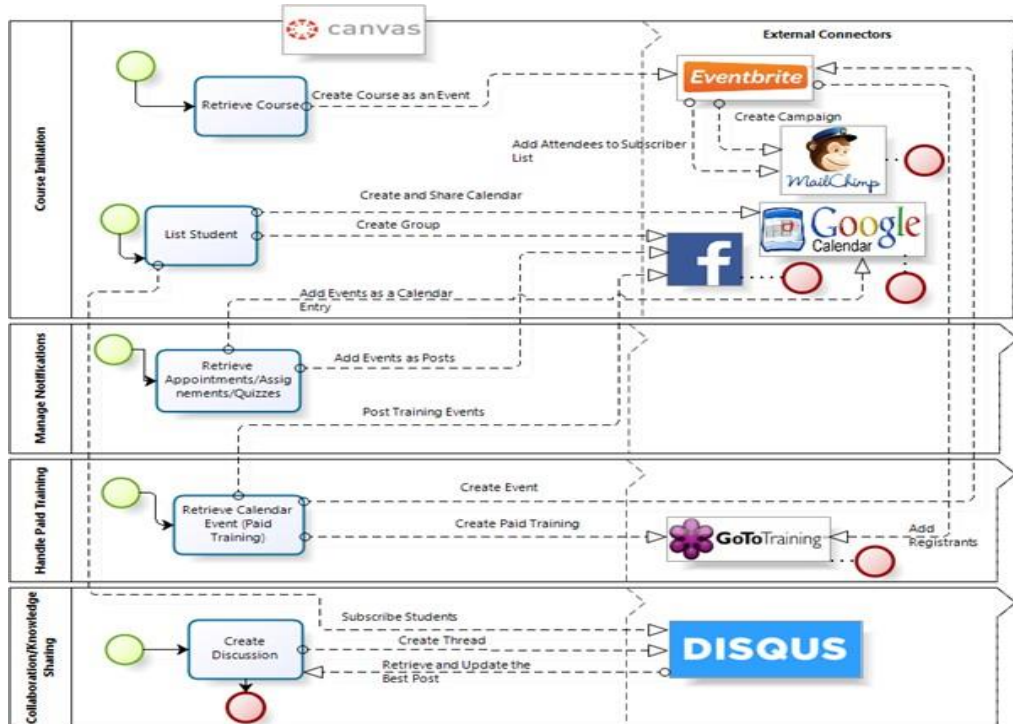 canvas
External Connectors
Course Initiation
Retrieve Course
Create Course as an Event
Eventbrite
Create Campaign
Add Attendees to Subscriber
List
MailChimp
Create and Share Calendar
List Student
Create Group
Google
Calendar
f
Add Events as a Calendar
Entry
Manage Notifications
Retrieve
Appointments/Assig
nements/Quizzes
Add Events as Posts
Post Training Events
Handle Paid Training
Retrieve Calendar
Event (Paid
Training)
Create Event
Create Paid Training
GoToTraining
Add
Registrants
Collaboration/Knowledge
Sharing
Subscribe Students
Create
Discussion
Create Thread
DISQUS
Retrieve and Update the
Best Post